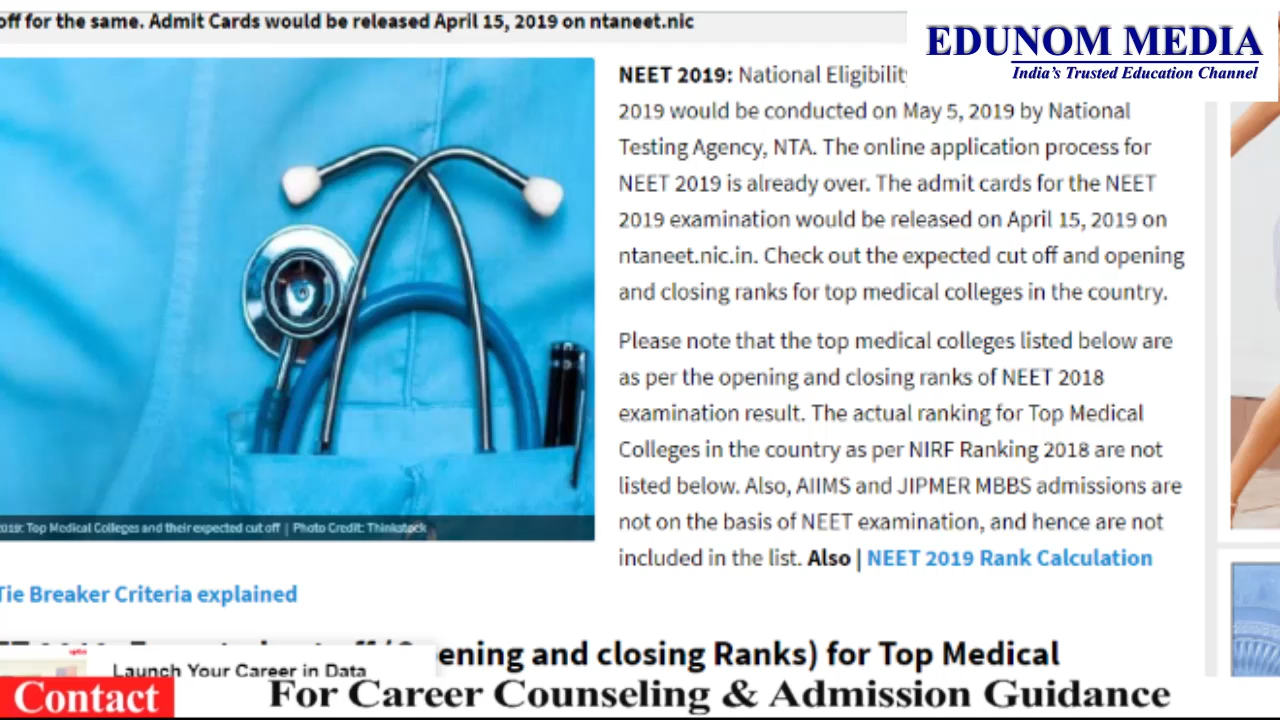 off for the same. Admit Cards would be released April 15, 2019 on ntaneet.nic
EDUNOM MEDIA
India's Trusted Education Channel
NEET 2019: National Eligibility
2019 would be conducted on May 5, 2019 by National
Testing Agency, NTA. The online application process for
NEET 2019 is already over. The admit cards for the NEET
2019 examination would be released on April 15, 2019 on
ntaneet.nic.in. Check out the expected cut off and opening
and closing ranks for top medical colleges in the country.
Please note that the top medical colleges listed below are
as per the opening and closing ranks of NEET 2018
examination result. The actual ranking for Top Medical
Colleges in the country as per NIRF Ranking 2018 are not
listed below. Also, AIIMS and JIPMER MBBS admissions are
not on the basis of NEET examination, and hence are not
included in the list. Also | NEET 2019 Rank Calculation
2019: Top Medical Colleges and their expected cut off | Photo Credit: Thinkstock
Tie Breaker Criteria explained
ening and closing Ranks) for Top Medical
Launch Your Career in Data
Contact For Career Counseling & Admission Guidance